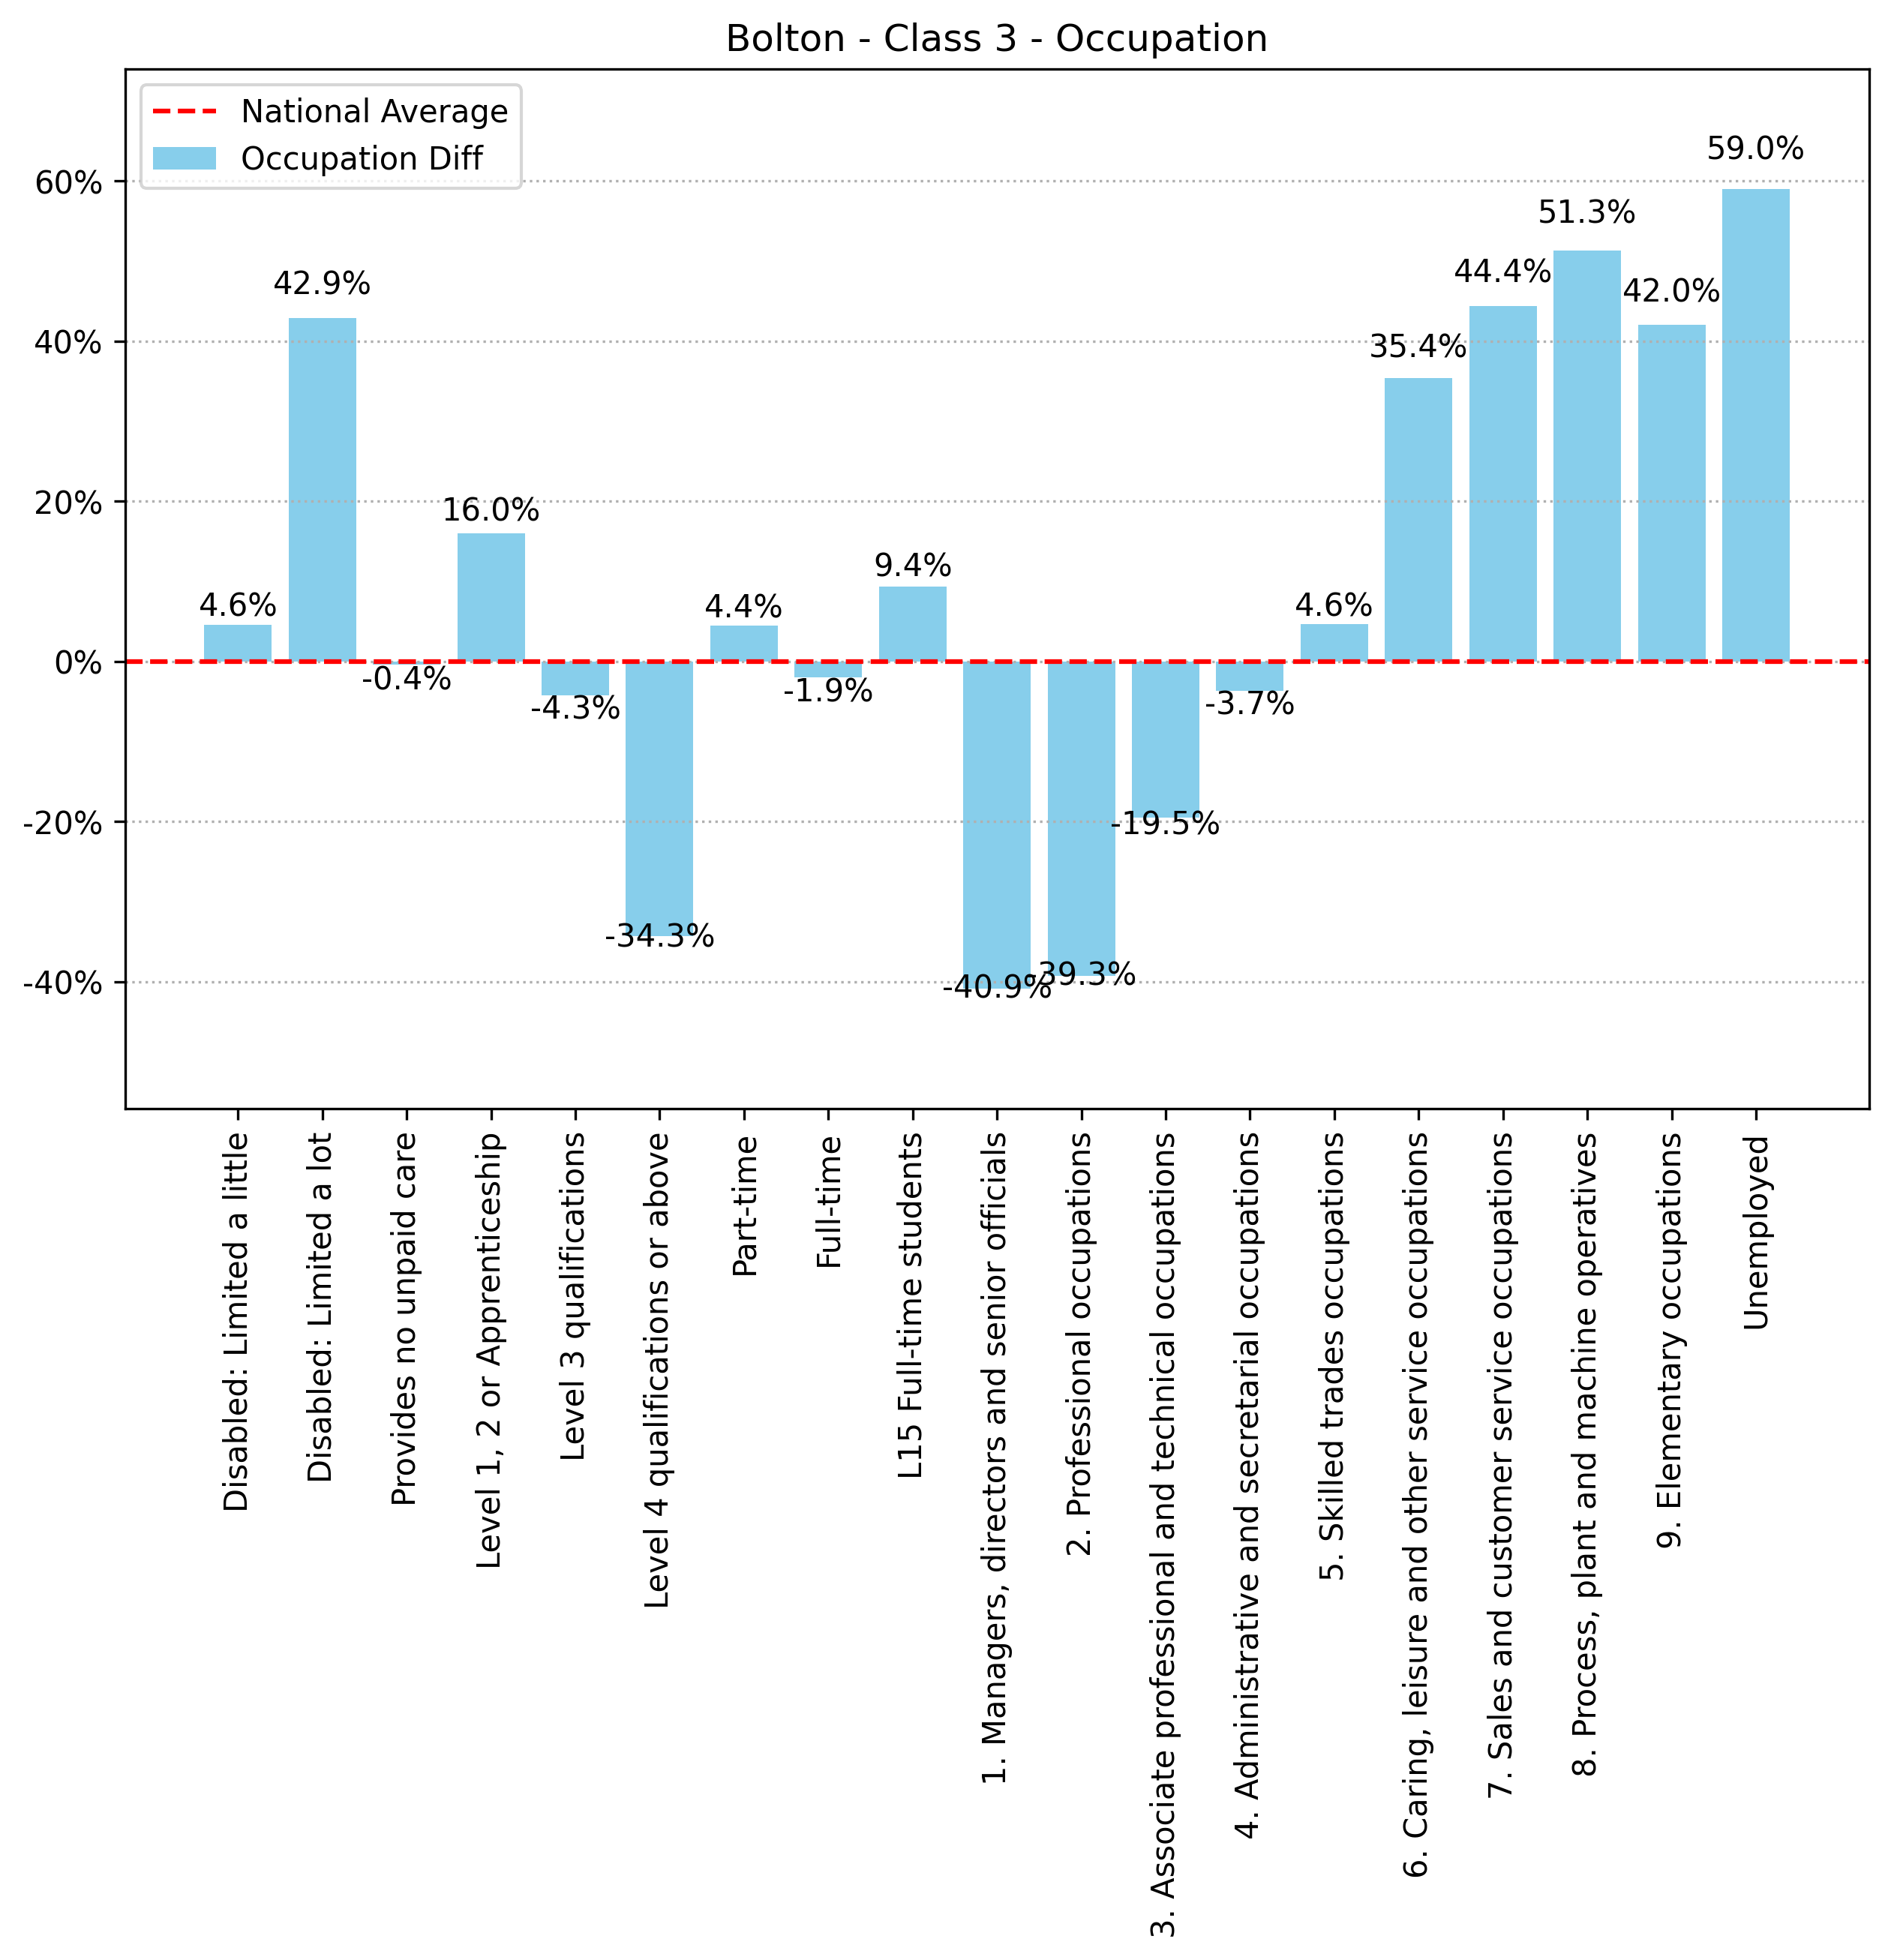 Bolton - Class 3 - Occupation
National Average
Occupation Diff
60%
40%
20%
0%
-20%
-40%
4.6%
42.9%
-0.4%
16.0%
-4.3%
-34.3%
4.4%
-1.9%
9.4%
-40.9%
-39.3%
-19.5%
-3.7%
4.6%
35.4%
44.4%
51.3%
42.0%
59.0%
Disabled: Limited a little
Disabled: Limited a lot
Provides no unpaid care
Level 1, 2 or Apprenticeship
Level 3 qualifications
Level 4 qualifications or above
Part-time
Full-time
L15 Full-time students
1. Managers, directors and senior officials
2. Professional occupations
3. Associate professional and technical occupations
4. Administrative and secretarial occupations
5. Skilled trades occupations
6. Caring, leisure and other service occupations
7. Sales and customer service occupations
8. Process, plant and machine operatives
9. Elementary occupations
Unemployed